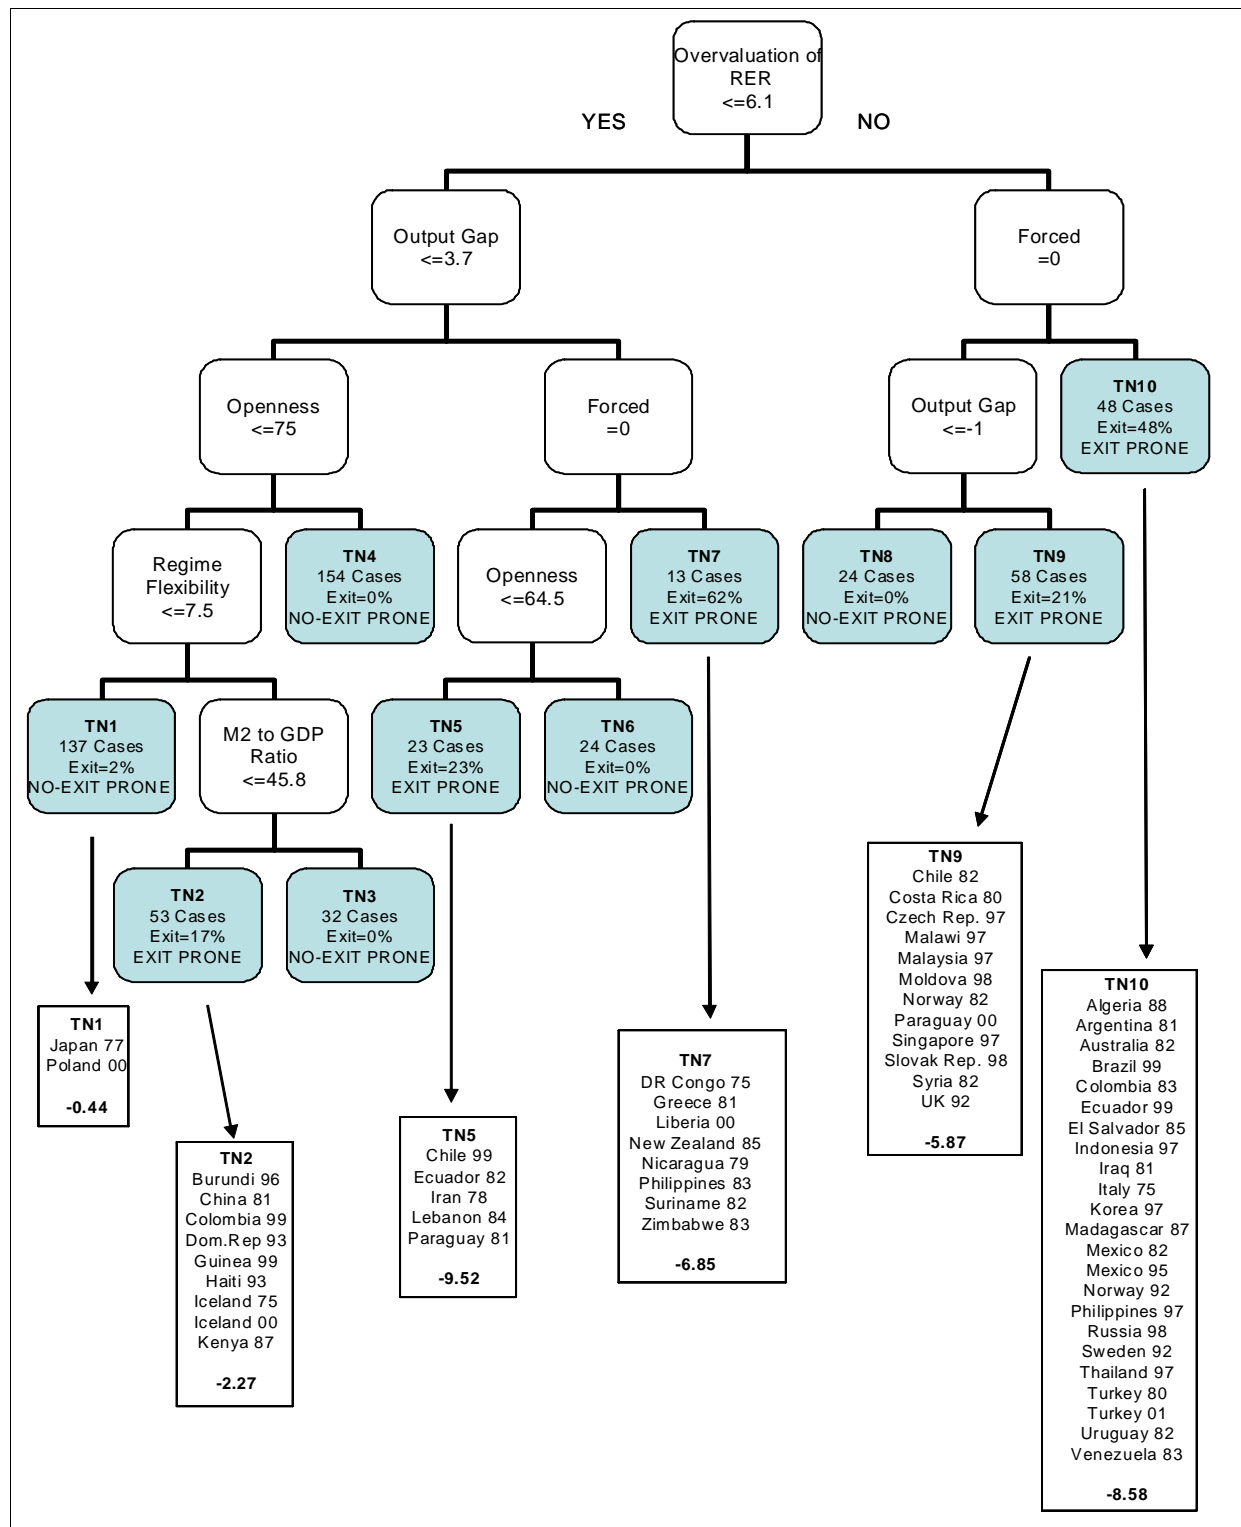 Overvaluation of
RER
<=6.1
YES
NO
Output Gap
<=3.7
Forced
=0
Openness
<=75
Forced
=0
Output Gap
<=-1
TN10
48 Cases
Exit=48%
EXIT PRONE
Regime
Flexibility
<=7.5
TN4
154 Cases
Exit=0%
NO-EXIT PRONE
Openness
<=64.5
TN7
13 Cases
Exit=62%
EXIT PRONE
TN8
24 Cases
Exit=0%
NO-EXIT PRONE
TN9
58 Cases
Exit=21%
EXIT PRONE
TN1
137 Cases
Exit=2%
NO-EXIT PRONE
M2 to GDP
Ratio
<=45.8
TN5
23 Cases
Exit=23%
EXIT PRONE
TN6
24 Cases
Exit=0%
NO-EXIT PRONE
TN2
53 Cases
Exit=17%
EXIT PRONE
TN3
32 Cases
Exit=0%
NO-EXIT PRONE
TN1
Japan 77
Poland 00
-0.44
TN2
Burundi 96
China 81
Colombia 99
Dom.Rep 93
Guinea 99
Haiti 93
Iceland 75
Iceland 00
Kenya 87
-2.27
TN5
Chile 99
Ecuador 82
Iran 78
Lebanon 84
Paraguay 81
-9.52
TN7
DR Congo 75
Greece 81
Liberia 00
New Zealand 85
Nicaragua 79
Philippines 83
Suriname 82
Zimbabwe 83
-6.85
TN9
Chile 82
Costa Rica 80
Czech Rep. 97
Malawi 97
Malaysia 97
Moldova 98
Norway 82
Paraguay 00
Singapore 97
Slovak Rep. 98
Syria 82
UK 92
-5.87
TN10
Algeria 88
Argentina 81
Australia 82
Brazil 99
Colombia 83
Ecuador 99
El Salvador 85
Indonesia 97
Iraq 81
Italy 75
Korea 97
Madagascar 87
Mexico 82
Mexico 95
Norway 92
Philippines 97
Russia 98
Sweden 92
Thailand 97
Turkey 80
Turkey 01
Uruguay 82
Venezuela 83
-8.58